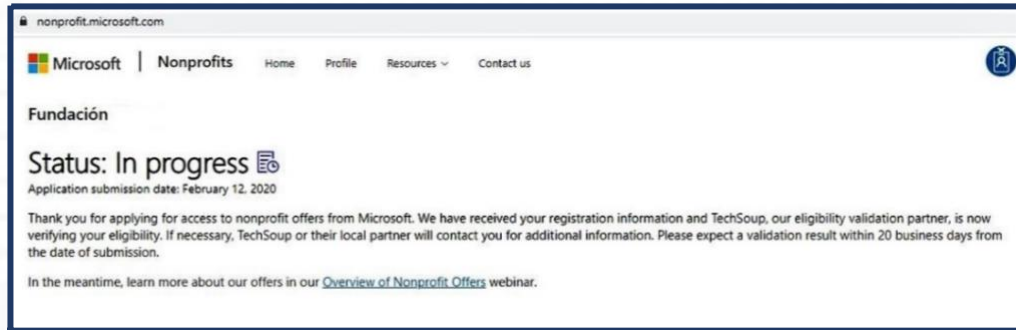 nonprofit.microsoft.com
Microsoft | Nonprofits Home Profile Resources Contact us
Fundación
Status: In progress
Application submission date: February 12, 2020
Thank you for applying for access to nonprofit offers from Microsoft. We have received your registration information and TechSoup, our eligibility validation partner, is now
verifying your eligibility. If necessary, TechSoup or their local partner will contact you for additional information. Please expect a validation result within 20 business days from
the date of submission.
In the meantime, learn more about our offers in our Overview of Nonprofit Offers webinar.